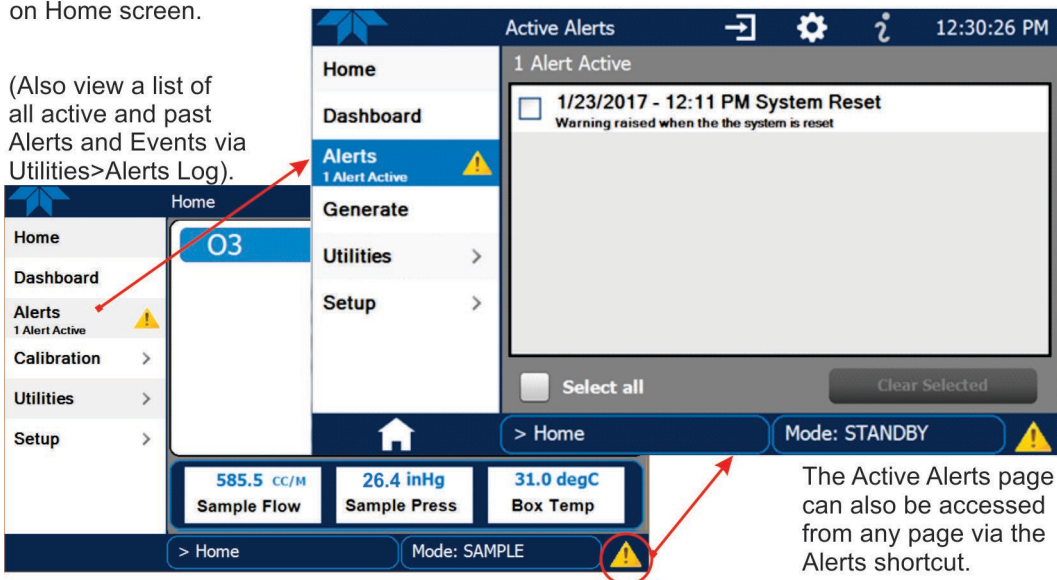 on Home screen.
(Also view a list of
all active and past
Alerts and Events via
Utilities>Alerts Log).
Active Alerts
12:30:26 PM
Home
Dashboard
Alerts
1 Alert Active
Generate
Utilities
Setup
1 Alert Active
1/23/2017 - 12:11 PM System Reset
Warning raised when the the system is reset
Select all
Clear Selected
> Home
Mode: STANDBY
Home
Home
Dashboard
Alerts
1 Alert Active
Calibration
Utilities
Setup
O3
585.5 CC/M
Sample Flow
26.4 inHg
Sample Press
31.0 degC
Box Temp
> Home
Mode: SAMPLE
The Active Alerts page
can also be accessed
from any page via the
Alerts shortcut.